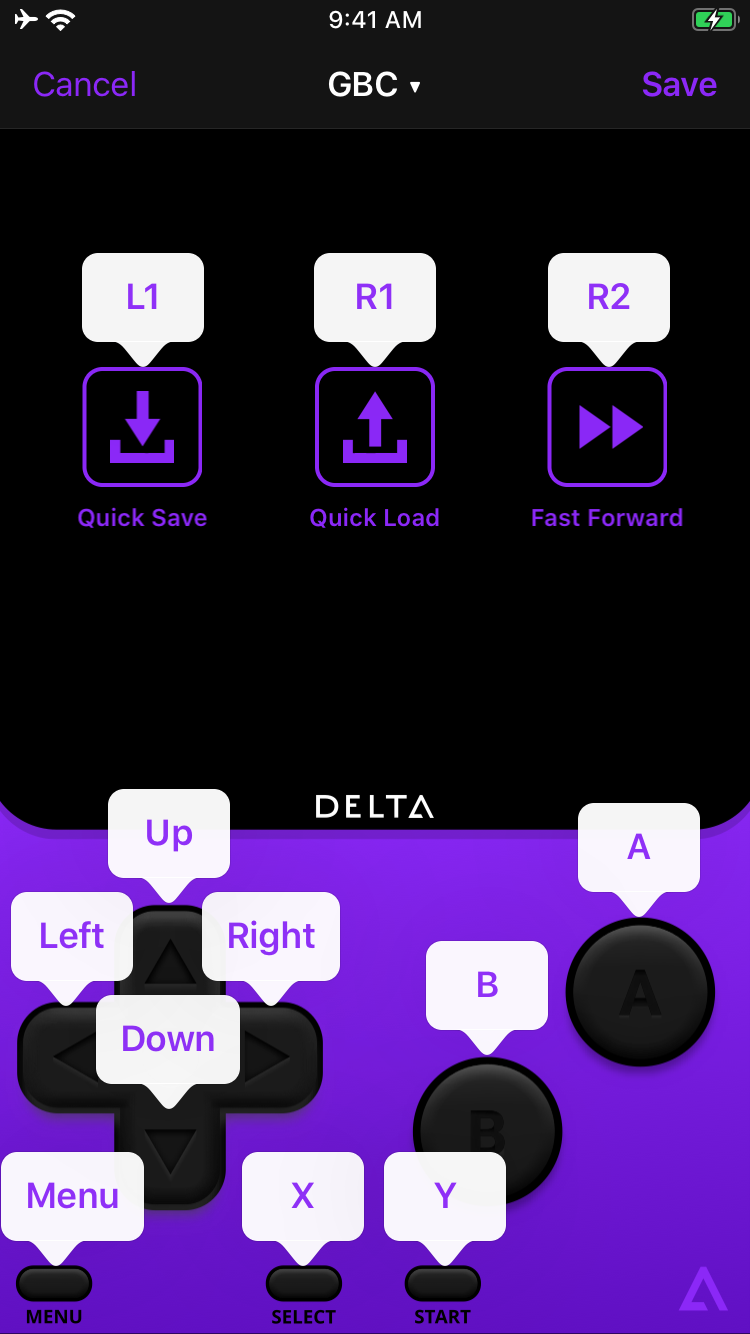 9:41 AM
Cancel
GBC ▾
Save
L1
R1
R2
Quick Save
Quick Load
Fast Forward
DELTA
Up
A
Left
Right
B
A
Down
B
Menu
X
Y
MENU
SELECT
START